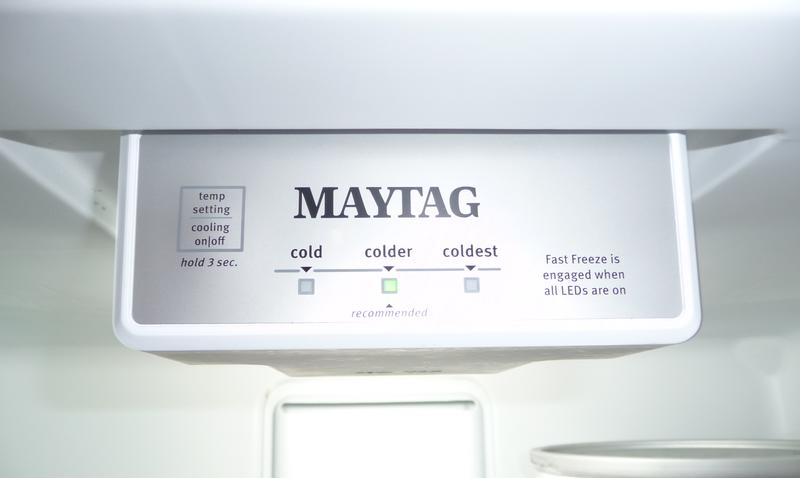 temp
setting
cooling
on|off
hold 3 sec.
MAYTAG
cold colder coldest
recommended
Fast Freeze is
engaged when
all LEDs are on